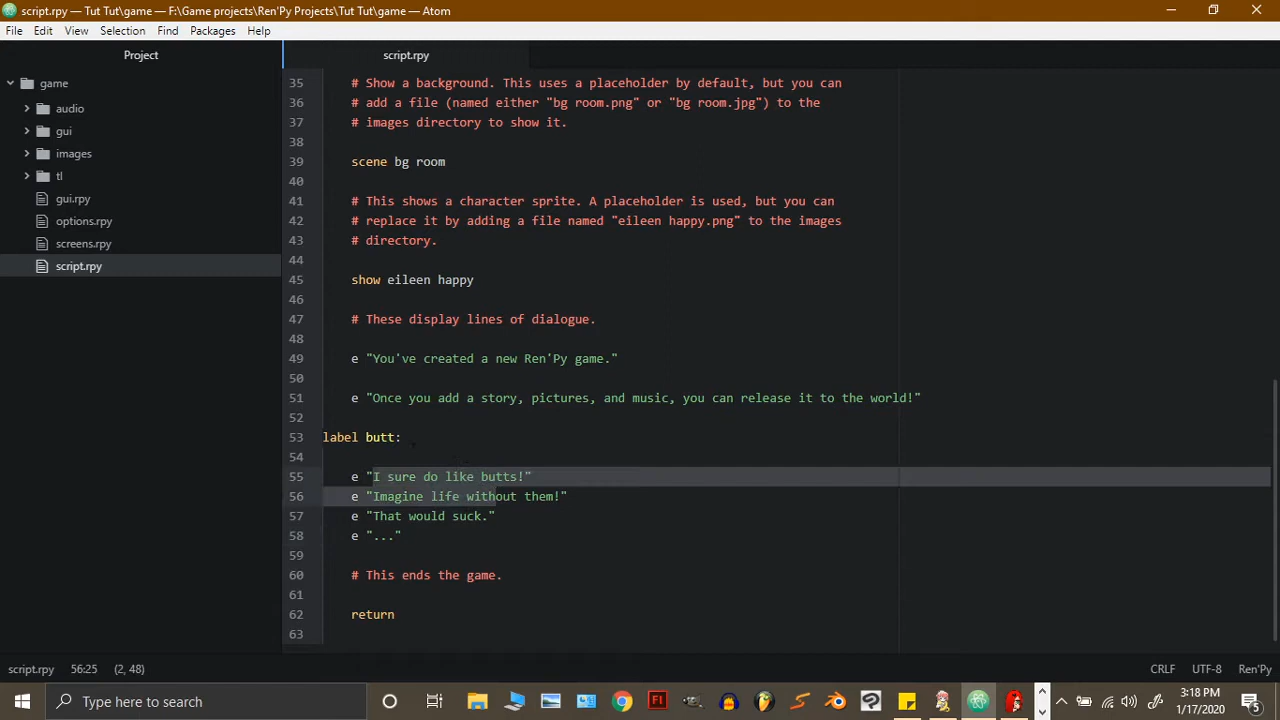 script.rpy — Tut Tut\game — F:\Game projects\Ren'Py Projects\Tut Tut\game — Atom
File Edit View Selection Find Packages Help
Project
script.rpy
game
audio
gui
images
tl
gui.rpy
options.rpy
screens.rpy
script.rpy
35 # Show a background. This uses a placeholder by default, but you can
36 # add a file (named either "bg room.png" or "bg room.jpg") to the
37 # images directory to show it.
38
39 scene bg room
40
41 # This shows a character sprite. A placeholder is used, but you can
42 # replace it by adding a file named "eileen happy.png" to the images
43 # directory.
44
45 show eileen happy
46
47 # These display lines of dialogue.
48
49 e "You've created a new Ren'Py game."
50
51 e "Once you add a story, pictures, and music, you can release it to the world!"
52
53 label butt:
54
55 e "I sure do like butts!"
56 e "Imagine life without them!"
57 e "That would suck."
58 e "..."
59
60 # This ends the game.
61
62 return
63
script.rpy 56:25 (2, 48) CRLF UTF-8 Ren'Py
Type here to search
Fl
3:18 PM
1/17/2020
5